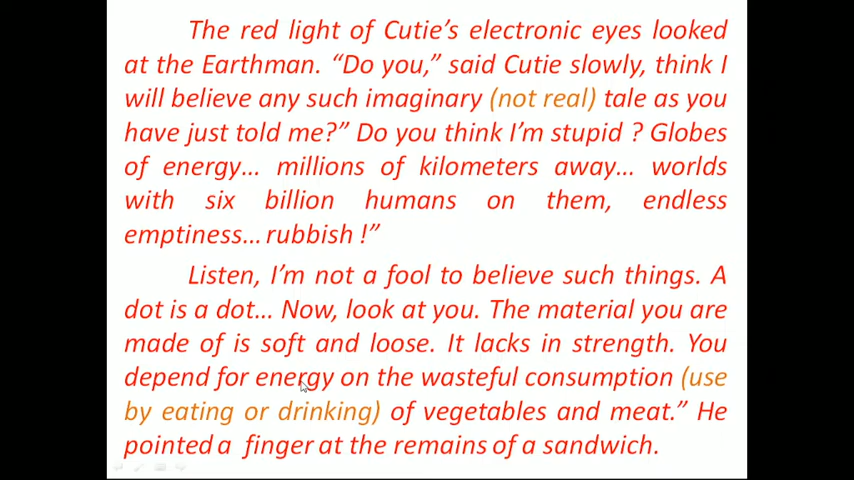 The red light of Cutie's electronic eyes looked
at the Earthman. “Do you,” said Cutie slowly, think I
will believe any such imaginary (not real) tale as you
have just told me?” Do you think I'm stupid ? Globes
of energy... millions of kilometers away... worlds
with six billion humans on them, endless
emptiness... rubbish !”
Listen, I'm not a fool to believe such things. A
dot is a dot... Now, look at you. The material you are
made of is soft and loose. It lacks in strength. You
depend for energy on the wasteful consumption (use
by eating or drinking) of vegetables and meat.” He
pointed a finger at the remains of a sandwich.